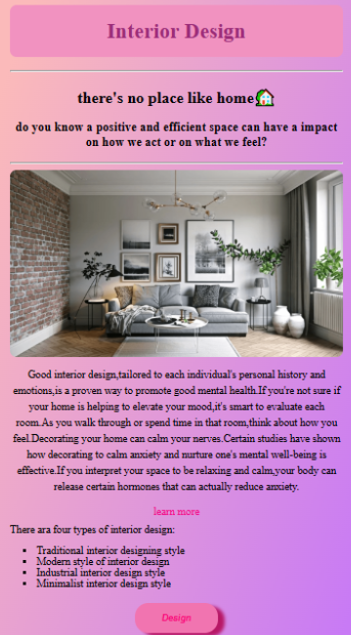 Interior Design
there's no place like home🏠
do you know a positive and efficient space can have a impact
on how we act or on what we feel?
Good interior design,tailored to each individual's personal history and
emotions,is a proven way to promote good mental health.If you're not sure if
your home is helping to elevate your mood,it's smart to evaluate each
room.As you walk through or spend time in that room,think about how you
feel.Decorating your home can calm your nerves.Certain studies have shown
how decorating to calm anxiety and nurture one's mental well-being is
effective.If you interpret your space to be relaxing and calm,your body can
release certain hormones that can actually reduce anxiety.
learn more
There ara four types of interior design:
▪ Traditional interior designing style
▪ Modern style of interior design
▪ Industrial interior design style
▪ Minimalist interior design style
Design